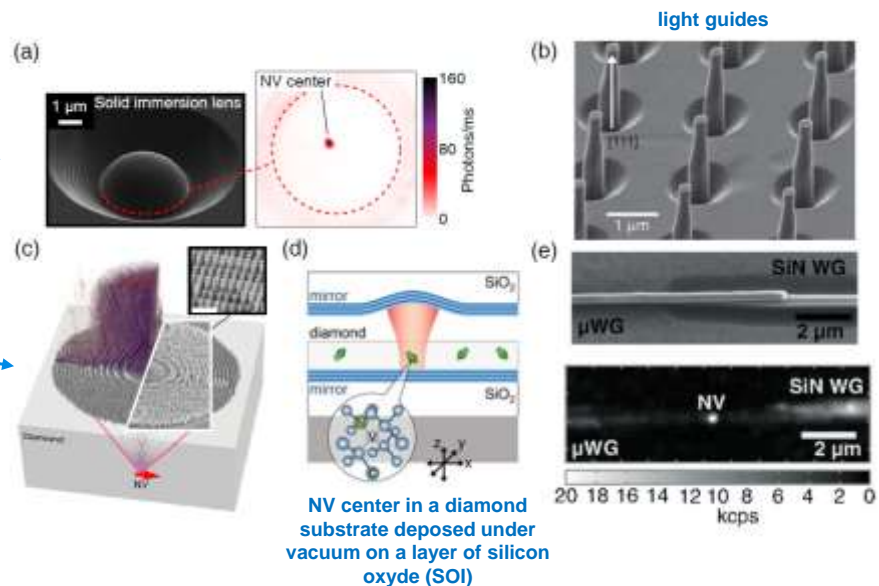 light guides
(a)
Solid immersion lens
1 µm
NV center
160
80
0
Photons/ms
(b)
[111]
1 µm
(c)
Diamond
NV
(d)
SiO2
mirror
diamond
mirror
SiO2
V
z
y
x
NV center in a diamond
substrate deposed under
vacuum on a layer of silicon
oxyde (SOI)
(e)
SiN WG
µWG
2 µm
SiN WG
NV
µWG
2 µm
20 18 16 14 12 10 8 6 4 2 0
kcps